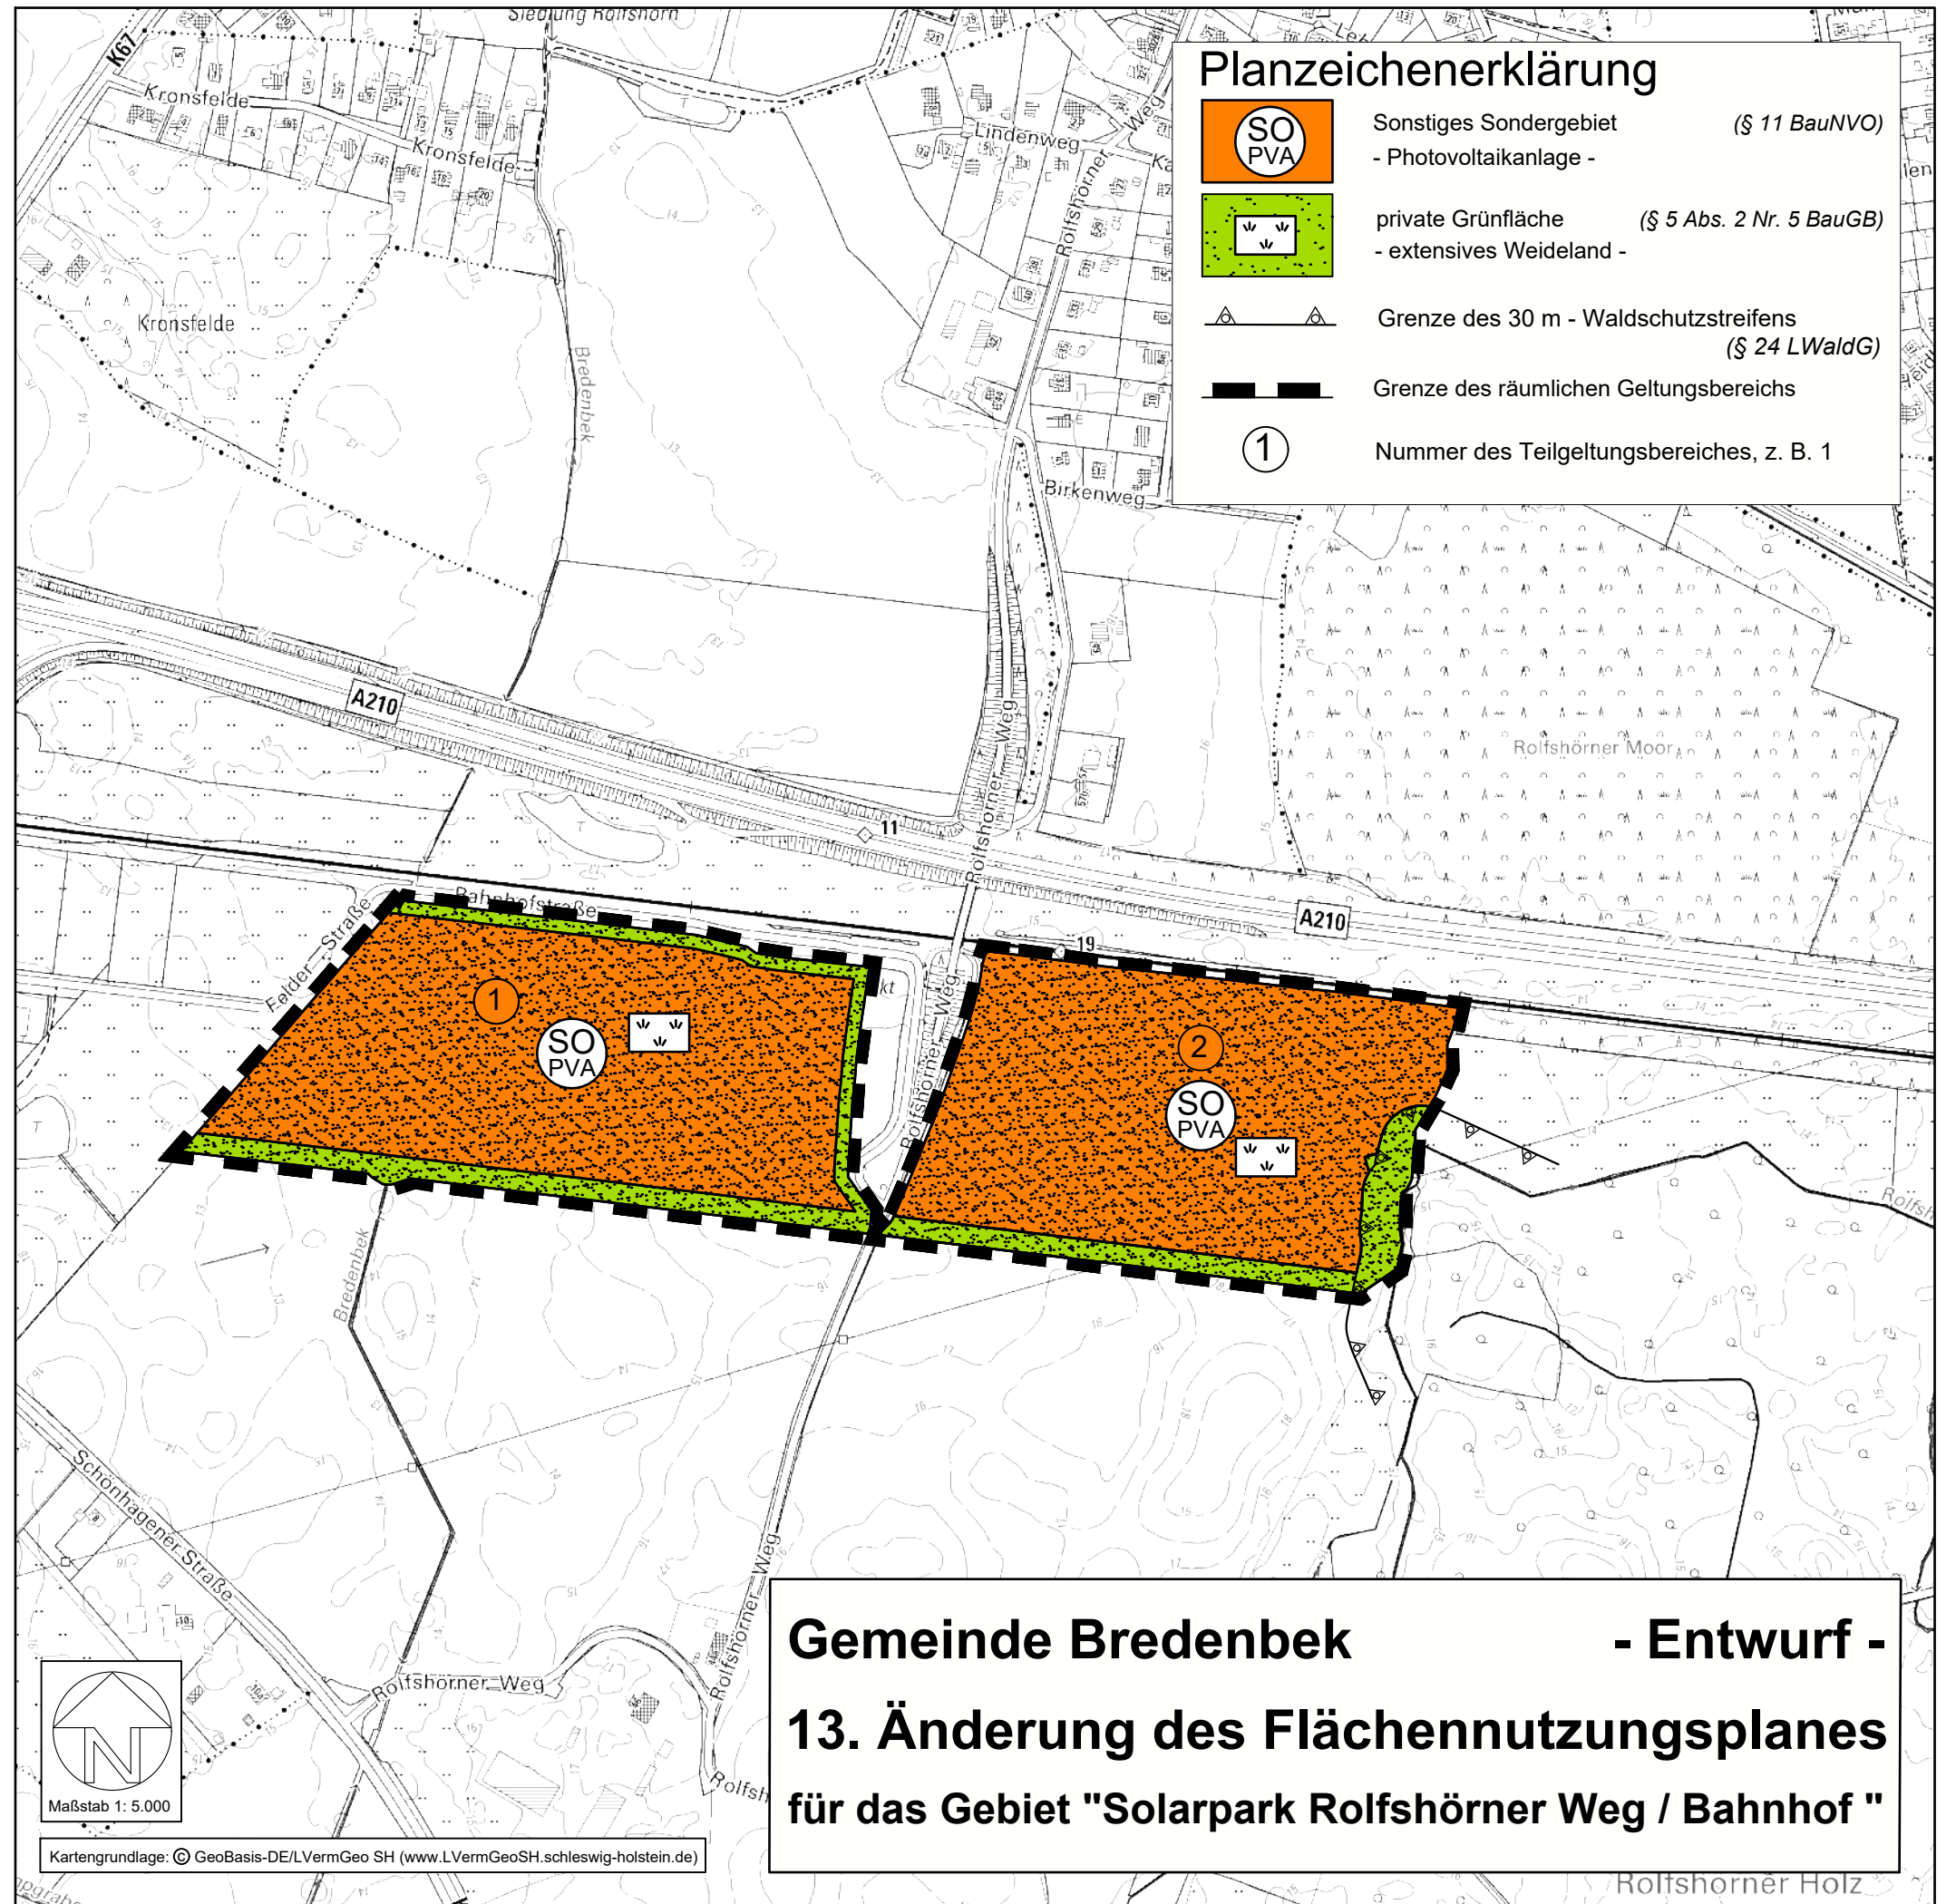 Siedlung Rolfshörn
K67
Kronsfelde
Kronsfelde
Kronsfelde
Bredenbek
Lindenweg
Rolfshörner Weg
Birkenweg
Planzeichenerklärung
SO
PVA
Sonstiges Sondergebiet (§ 11 BauNVO)
- Photovoltaikanlage -
private Grünfläche (§ 5 Abs. 2 Nr. 5 BauGB)
- extensives Weideland -
Grenze des 30 m - Waldschutzstreifens
(§ 24 LWaldG)
Grenze des räumlichen Geltungsbereichs
1
Nummer des Teilgeltungsbereiches, z. B. 1
A210
Rolfshörner Weg
Rolfshörner Moor
11
Rolfshörner
A210
Bahnhofstraße
Felder Straße
19
kt
1
SO
PVA
Rolfshörner Weg
2
SO
PVA
Bredenbek
Rolfsh
Schönhagener Straße
Rolfshörner Weg
Rolfshörner Weg
Rolfsh
N
Maßstab 1: 5.000
Kartengrundlage: © GeoBasis-DE/LVermGeo SH (www.LVermGeoSH.schleswig-holstein.de)
Gemeinde Bredenbek - Entwurf -
13. Änderung des Flächennutzungsplanes
für das Gebiet "Solarpark Rolfshörner Weg / Bahnhof "
Rolfshörner Holz